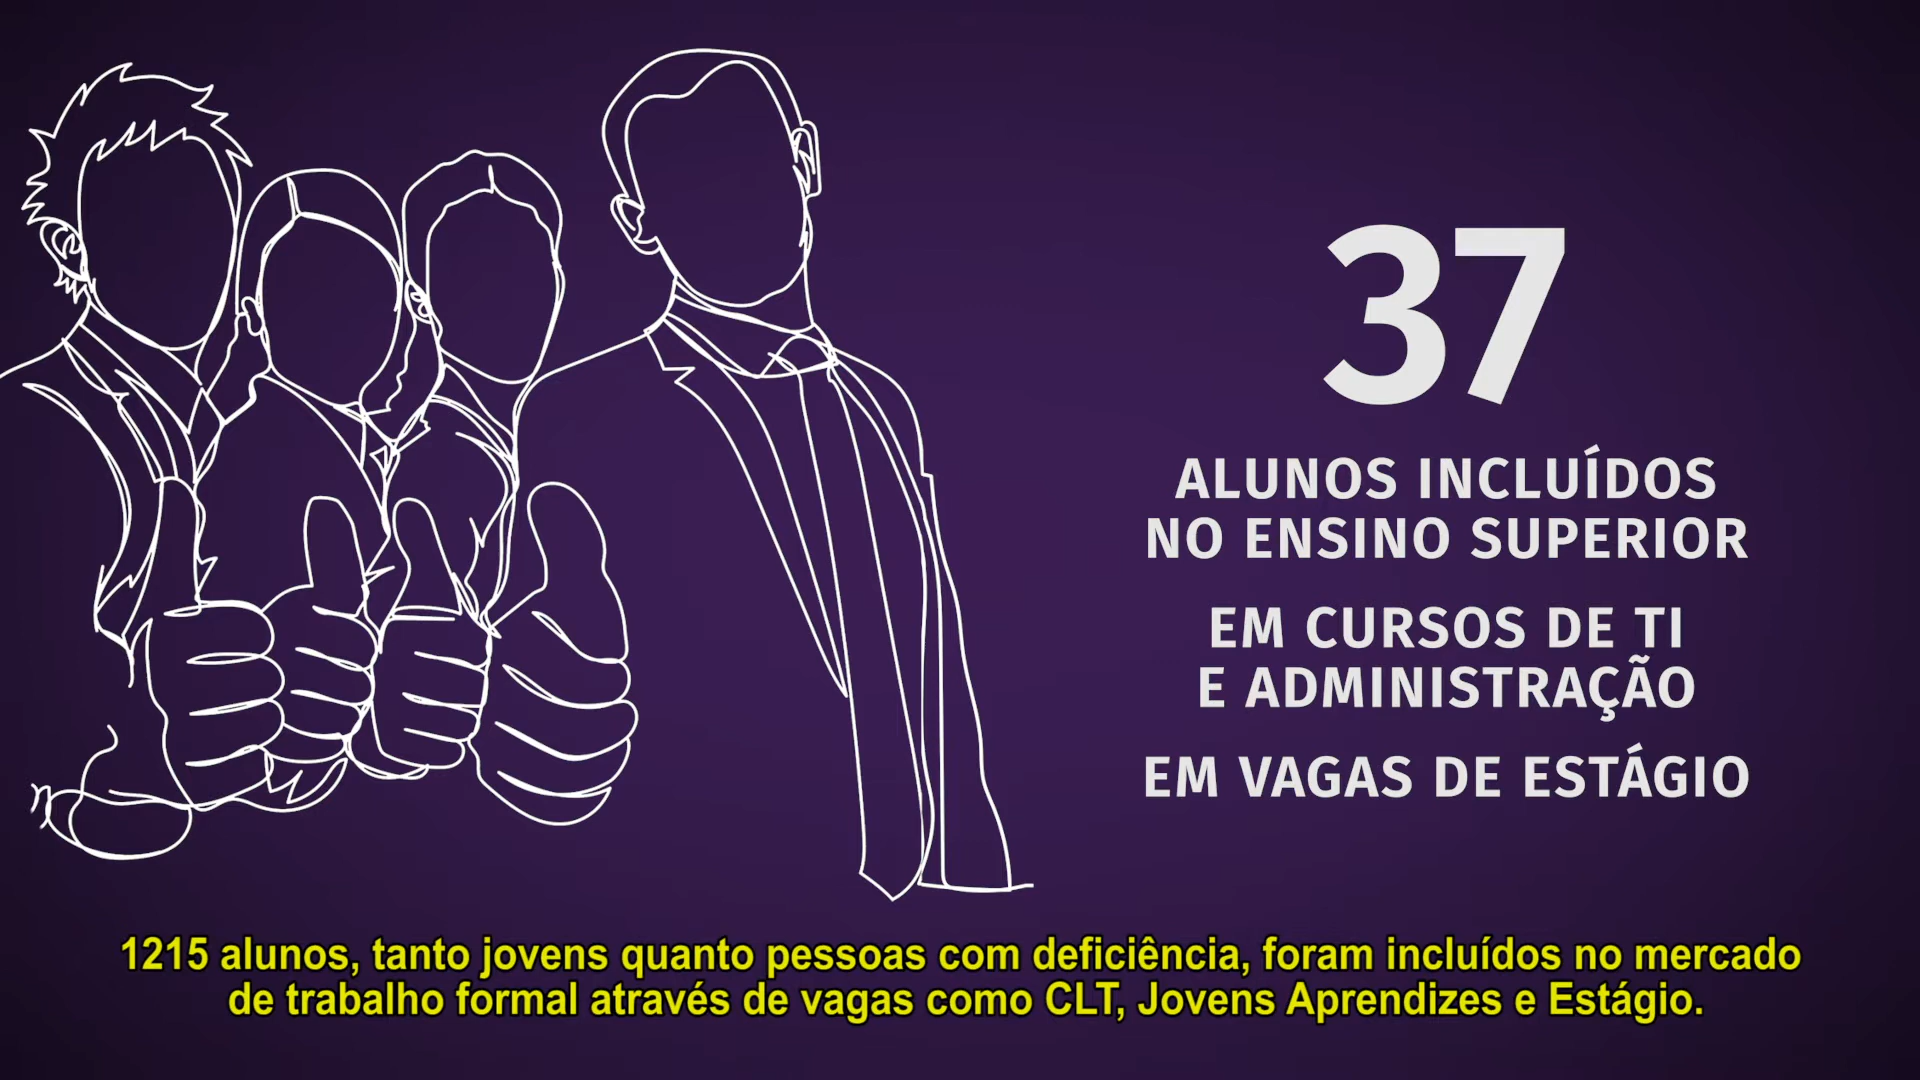 37
ALUNOS INCLUÍDOS
NO ENSINO SUPERIOR
EM CURSOS DE TI
E ADMINISTRAÇÃO
EM VAGAS DE ESTÁGIO
1215 alunos, tanto jovens quanto pessoas com deficiência, foram incluídos no mercado
de trabalho formal através de vagas como CLT, Jovens Aprendizes e Estágio.